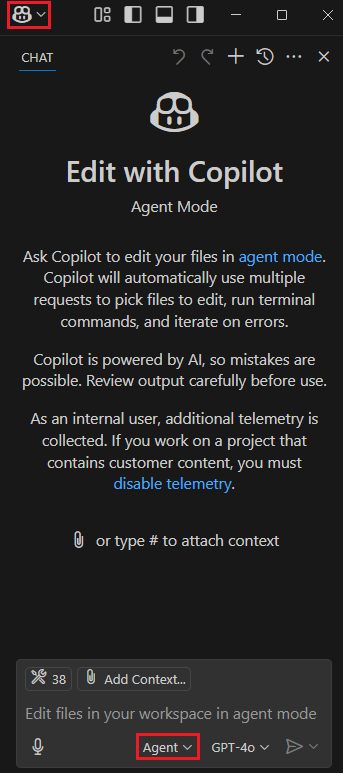 CHAT
Edit with Copilot
Agent Mode
Ask Copilot to edit your files in agent mode.
Copilot will automatically use multiple
requests to pick files to edit, run terminal
commands, and iterate on errors.
Copilot is powered by AI, so mistakes are
possible. Review output carefully before use.
As an internal user, additional telemetry is
collected. If you work on a project that
contains customer content, you must
disable telemetry.
or type # to attach context
38 Add Context...
Edit files in your workspace in agent mode
Agent GPT-4o